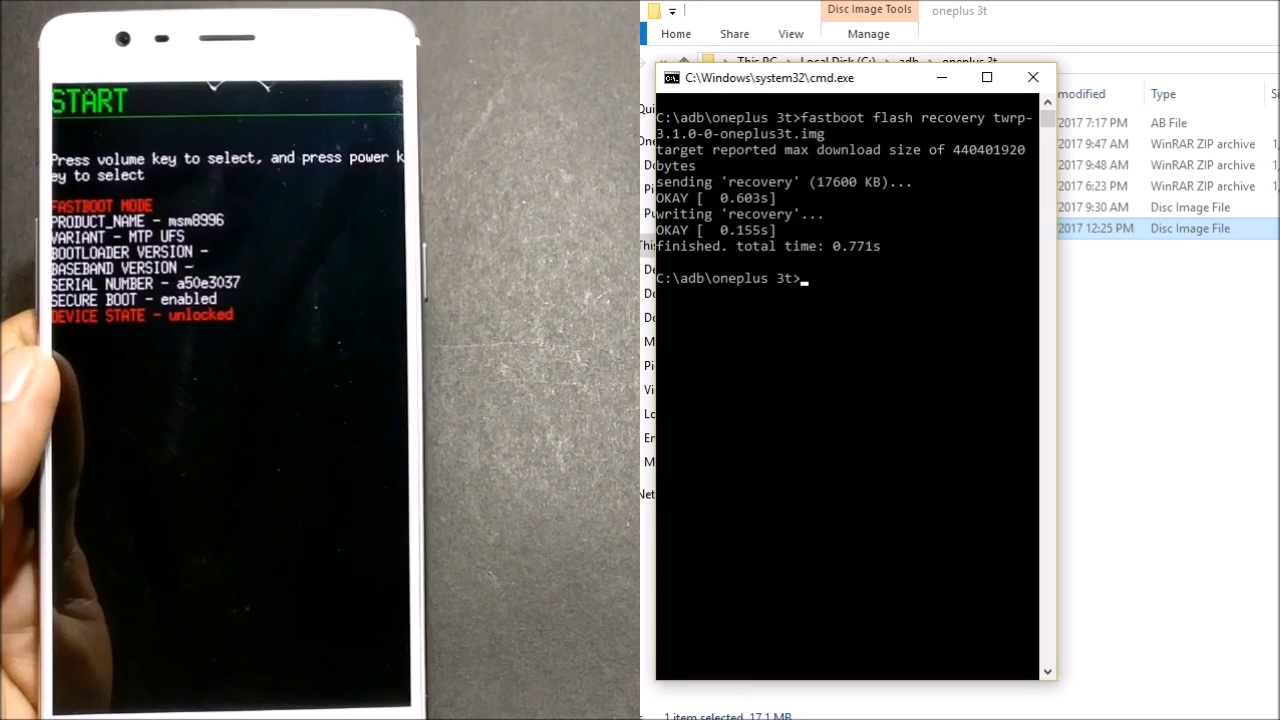 START
Press volume key to select, and press power k
ey to select
FASTBOOT MODE
PRODUCT_NAME - msm8996
VARIANT - MTP UFS
BOOTLOADER VERSION -
BASEBAND VERSION -
SERIAL NUMBER - a50e3037
SECURE BOOT - enabled
DEVICE STATE - unlocked
Disc Image Tools
oneplus 3t
Home Share View Manage
This PC Local Disk (C:) adb oneplus 3t
C:\Windows\system32\cmd.exe
C:\adb\oneplus 3t>fastboot flash recovery twrp-
3.1.0-0-oneplus3t.img
target reported max download size of 440401920
bytes
sending 'recovery' (17600 KB)...
OKAY [  0.603s]
writing 'recovery'...
OKAY [  0.155s]
finished. total time: 0.771s
C:\adb\oneplus 3t>
modified Type
2017 7:17 PM AB File
2017 9:47 AM WinRAR ZIP archive
2017 9:48 AM WinRAR ZIP archive
2017 6:23 PM WinRAR ZIP archive
2017 9:30 AM Disc Image File
2017 12:25 PM Disc Image File
1 item selected 17.1 MB